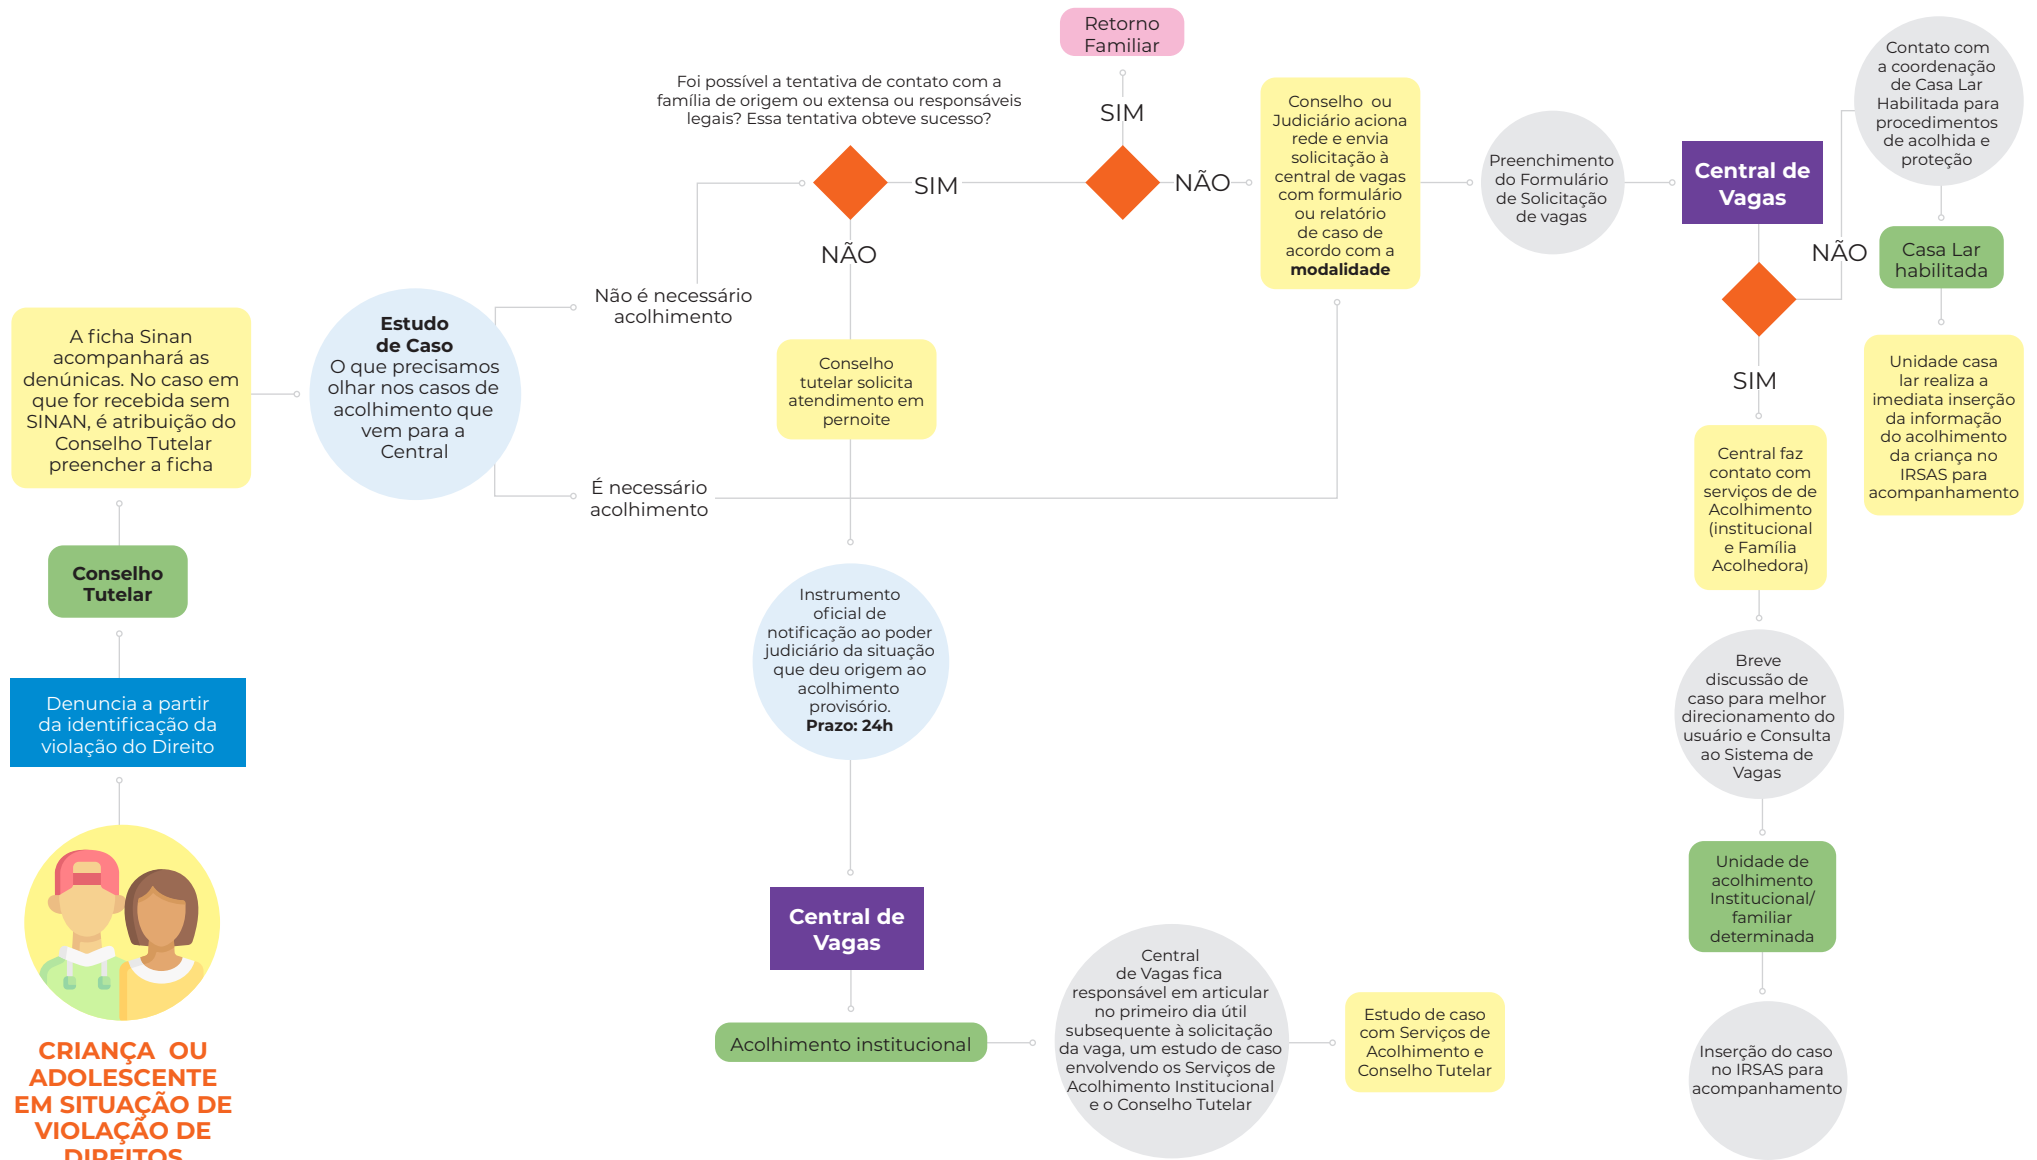 CRIANÇA OU
ADOLESCENTE
EM SITUAÇÃO DE
VIOLAÇÃO DE
DIREITOS
Denuncia a partir
da identificação da
violação do Direito
Conselho
Tutelar
A ficha Sinan
acompanhará as
denúnicas. No caso em
que for recebida sem
SINAN, é atribuição do
Conselho Tutelar
preencher a ficha
Estudo
de Caso
O que precisamos
olhar nos casos de
acolhimento que
vem para a
Central
Não é necessário
acolhimento
É necessário
acolhimento
Foi possível a tentativa de contato com a
família de origem ou extensa ou responsáveis
legais? Essa tentativa obteve sucesso?
SIM
NÃO
Conselho
tutelar solicita
atendimento em
pernoite
Instrumento
oficial de
notificação ao poder
judiciário da situação
que deu origem ao
acolhimento
provisório.
Prazo: 24h
Central de
Vagas
Acolhimento institucional
Central
de Vagas fica
responsável em articular
no primeiro dia útil
subsequente à solicitação
da vaga, um estudo de caso
envolvendo os Serviços de
Acolhimento Institucional
e o Conselho Tutelar
Estudo de caso
com Serviços de
Acolhimento e
Conselho Tutelar
Retorno
Familiar
SIM
NÃO
Conselho ou
Judiciário aciona
rede e envia
solicitação à
central de vagas
com formulário
ou relatório
de caso de
acordo com a
modalidade
Preenchimento
do Formulário
de Solicitação
de vagas
Central de
Vagas
NÃO
Contato com
a coordenação
de Casa Lar
Habilitada para
procedimentos
de acolhida e
proteção
Casa Lar
habilitada
Unidade casa
lar realiza a
imediata inserção
da informação
do acolhimento
da criança no
IRSAS para
acompanhamento
SIM
Central faz
contato com
serviços de de
Acolhimento
(institucional
e Família
Acolhedora)
Breve
discussão de
caso para melhor
direcionamento do
usuário e Consulta
ao Sistema de
Vagas
Unidade de
acolhimento
Institucional/
familiar
determinada
Inserção do caso
no IRSAS para
acompanhamento